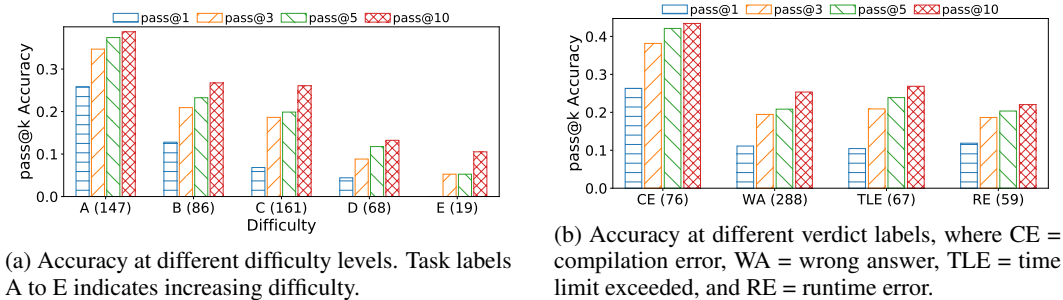 pass@1 pass@3 pass@5 pass@10
pass@k Accuracy
0.3
0.2
0.1
0.0
A (147) B (86) C (161) D (68) E (19)
Difficulty
(a) Accuracy at different difficulty levels. Task labels
A to E indicates increasing difficulty.
pass@1 pass@3 pass@5 pass@10
pass@k Accuracy
0.4
0.3
0.2
0.1
0.0
CE (76) WA (288) TLE (67) RE (59)
(b) Accuracy at different verdict labels, where CE =
compilation error, WA = wrong answer, TLE = time
limit exceeded, and RE = runtime error.